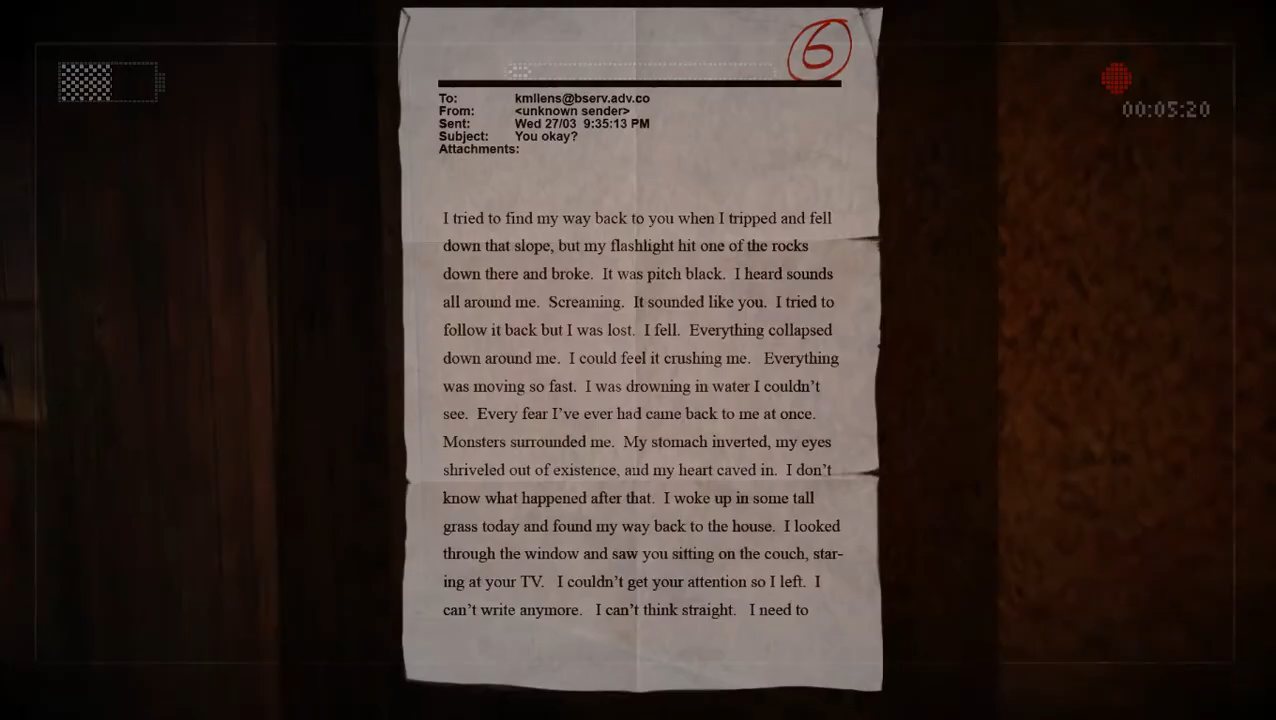 6
To: kmilens@bserv.adv.co
From: <unknown sender>
Sent: Wed 27/03 9:35:13 PM
Subject: You okay?
Attachments:
00:05:20
I tried to find my way back to you when I tripped and fell
down that slope, but my flashlight hit one of the rocks
down there and broke. It was pitch black. I heard sounds
all around me. Screaming. It sounded like you. I tried to
follow it back but I was lost. I fell. Everything collapsed
down around me. I could feel it crushing me. Everything
was moving so fast. I was drowning in water I couldn’t
see. Every fear I’ve ever had came back to me at once.
Monsters surrounded me. My stomach inverted, my eyes
shriveled out of existence, and my heart caved in. I don’t
know what happened after that. I woke up in some tall
grass today and found my way back to the house. I looked
through the window and saw you sitting on the couch, star-
ing at your TV. I couldn’t get your attention so I left. I
can’t write anymore. I can’t think straight. I need to